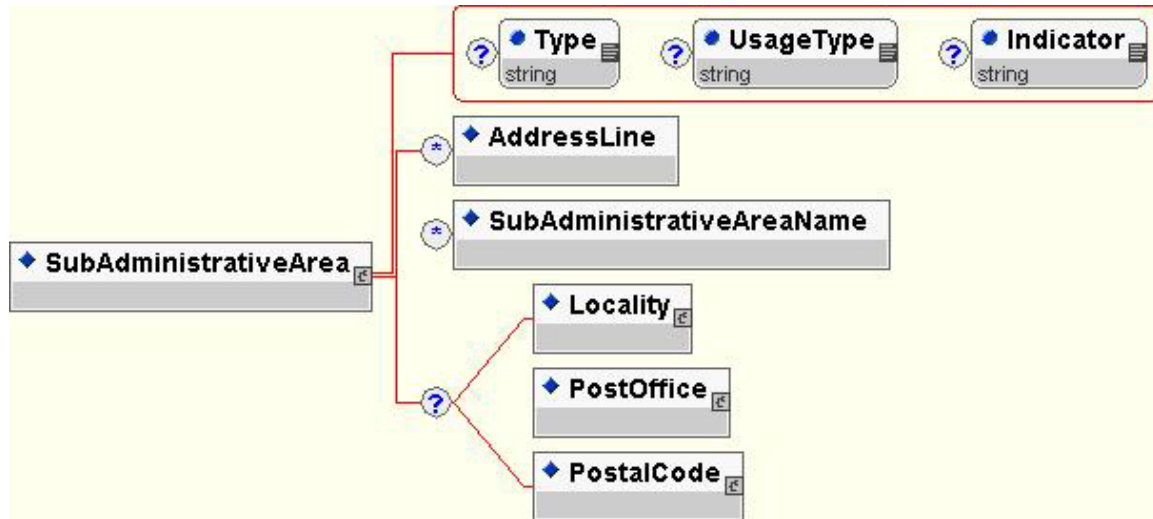 ? Type ? UsageType ? Indicator
string string string
* AddressLine
* SubAdministrativeAreaName
SubAdministrativeArea
Locality
? PostOffice
PostalCode